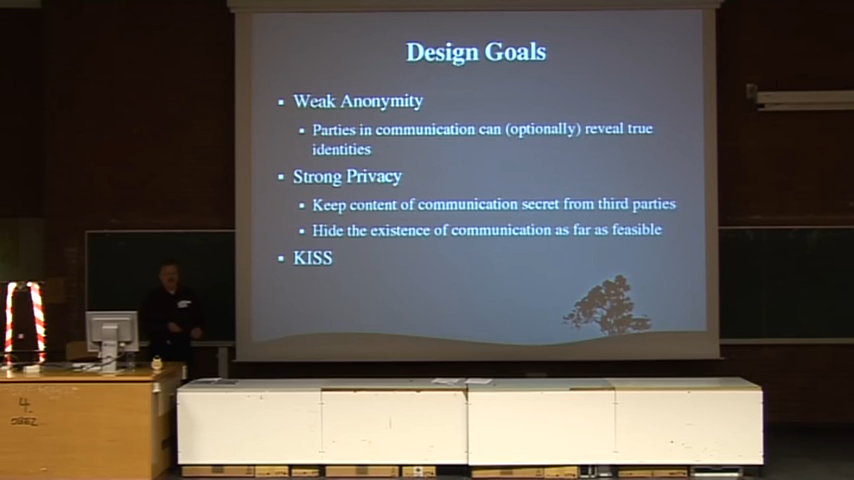 Design Goals
Weak Anonymity
Parties in communication can (optionally) reveal true
identities
Strong Privacy
Keep content of communication secret from third parties
Hide the existence of communication as far as feasible
KISS
4